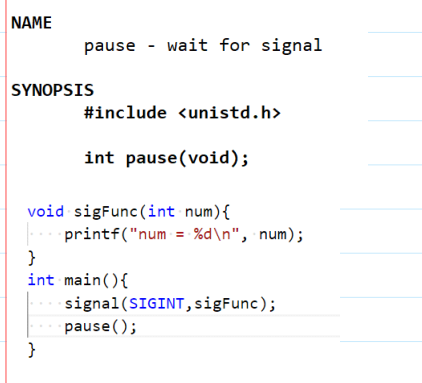 NAME
pause - wait for signal
SYNOPSIS
#include <unistd.h>
int pause(void);
void sigFunc(int num){
printf("num = %d\n", num);
}
int main(){
signal(SIGINT,sigFunc);
pause();
}